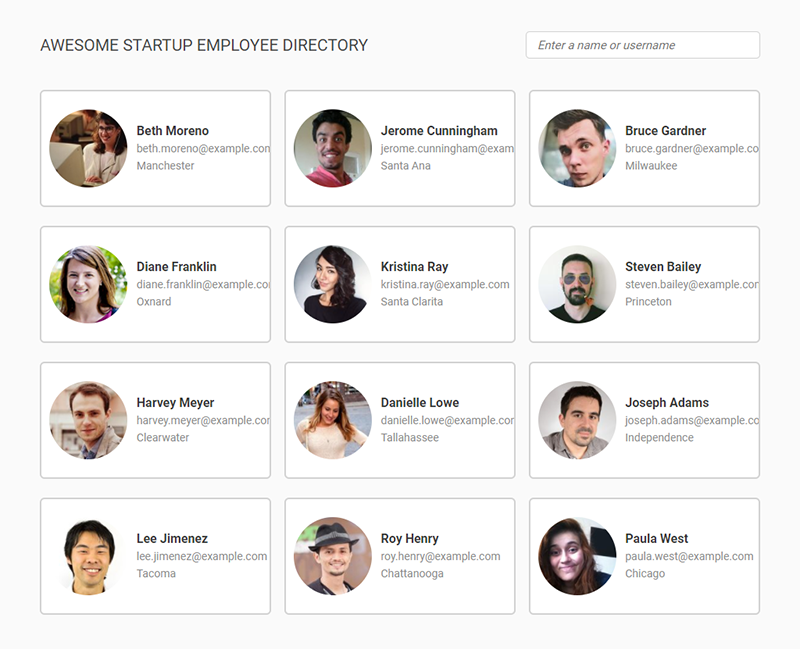 AWESOME STARTUP EMPLOYEE DIRECTORY
Enter a name or username
Beth Moreno
beth.moreno@example.con
Manchester
Jerome Cunningham
jerome.cunningham@exam
Santa Ana
Bruce Gardner
bruce.gardner@example.co
Milwaukee
Diane Franklin
diane.franklin@example.co
Oxnard
Kristina Ray
kristina.ray@example.com
Santa Clarita
Steven Bailey
steven.bailey@example.con
Princeton
Harvey Meyer
harvey.meyer@example.cor
Clearwater
Danielle Lowe
danielle.lowe@example.cor
Tallahassee
Joseph Adams
joseph.adams@example.co
Independence
Lee Jimenez
lee.jimenez@example.com
Tacoma
Roy Henry
roy.henry@example.com
Chattanooga
Paula West
paula.west@example.com
Chicago